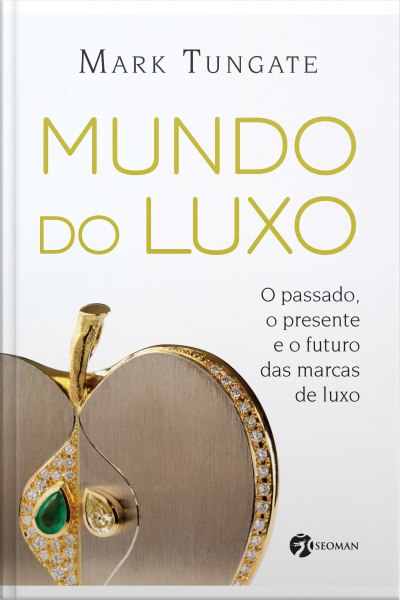 MARK TUNGATE
MUNDO
DO LUXO
O passado,
o presente
e o futuro
das marcas
de luxo
SEOMAN